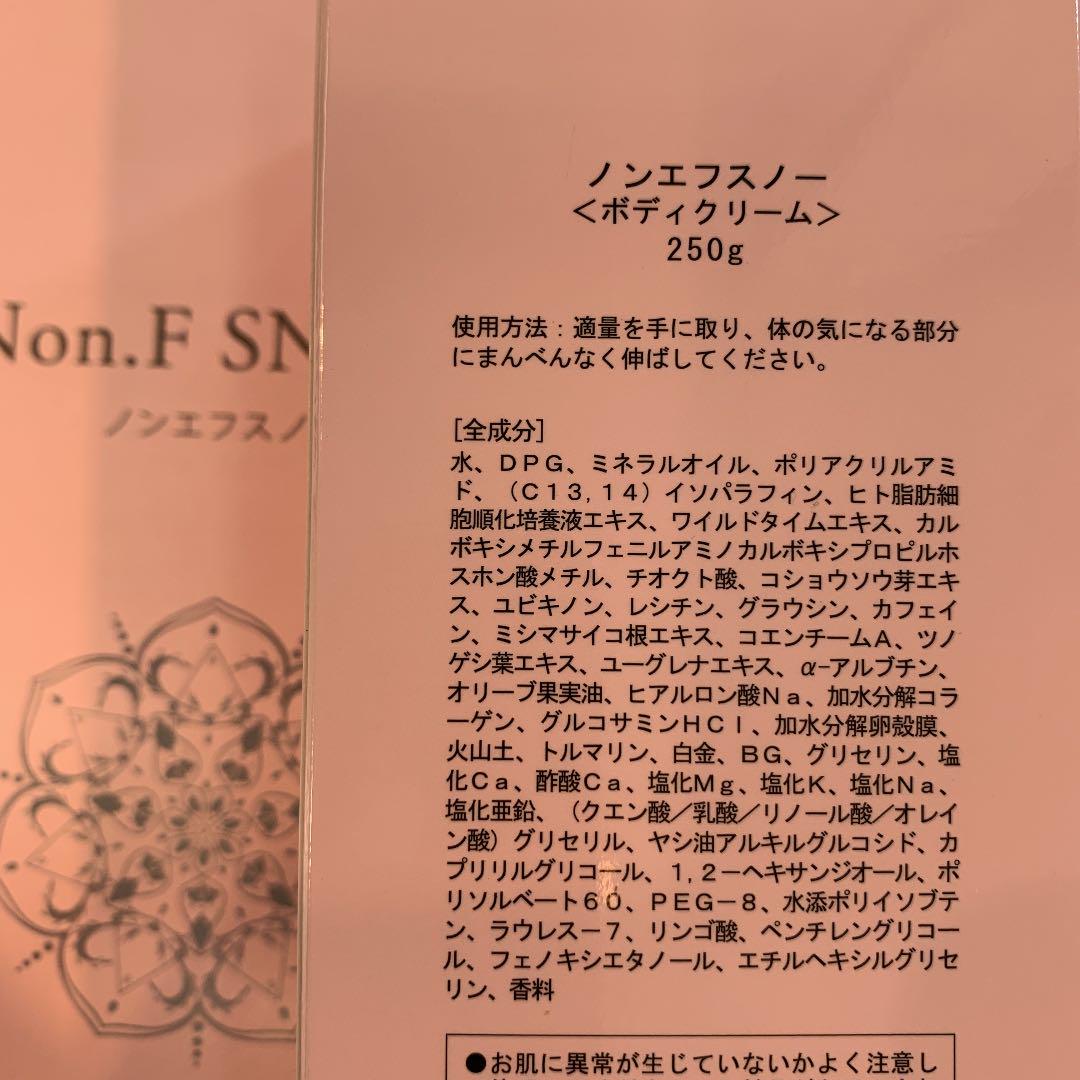 Non.F SN
ノンエフスノ
ノンエフスノー
＜ボディクリーム＞
250g
使用方法：適量を手に取り、体の気になる部分
にまんべんなく伸ばしてください。
[全成分]
水、ＤＰＧ、ミネラルオイル、ポリアクリルアミ
ド、（Ｃ１３，１４）イソパラフィン、ヒト脂肪細
胞順化培養液エキス、ワイルドタイムエキス、カル
ボキシメチルフェニルアミノカルボキシプロピルホ
スホン酸メチル、チオクト酸、コショウソウ芽エキ
ス、ユビキノン、レシチン、グラウシン、カフェイ
ン、ミシマサイコ根エキス、コエンチームＡ、ツノ
ゲシ葉エキス、ユーグレナエキス、α−アルブチン、
オリーブ果実油、ヒアルロン酸Ｎａ、加水分解コラ
ーゲン、グルコサミンＨＣｌ、加水分解卵殻膜、
火山土、トルマリン、白金、ＢＧ、グリセリン、塩
化Ｃａ、酢酸Ｃａ、塩化Ｍｇ、塩化Ｋ、塩化Ｎａ、
塩化亜鉛、（クエン酸／乳酸／リノール酸／オレイ
ン酸）グリセリル、ヤシ油アルキルグルコシド、カ
プリリルグリコール、１，２−ヘキサンジオール、ポ
リソルベート６０、ＰＥＧ−８、水添ポリイソブテ
ン、ラウレス−７、リンゴ酸、ペンチレングリコー
ル、フェノキシエタノール、エチルヘキシルグリセ
リン、香料
●お肌に異常が生じていないかよく注意し